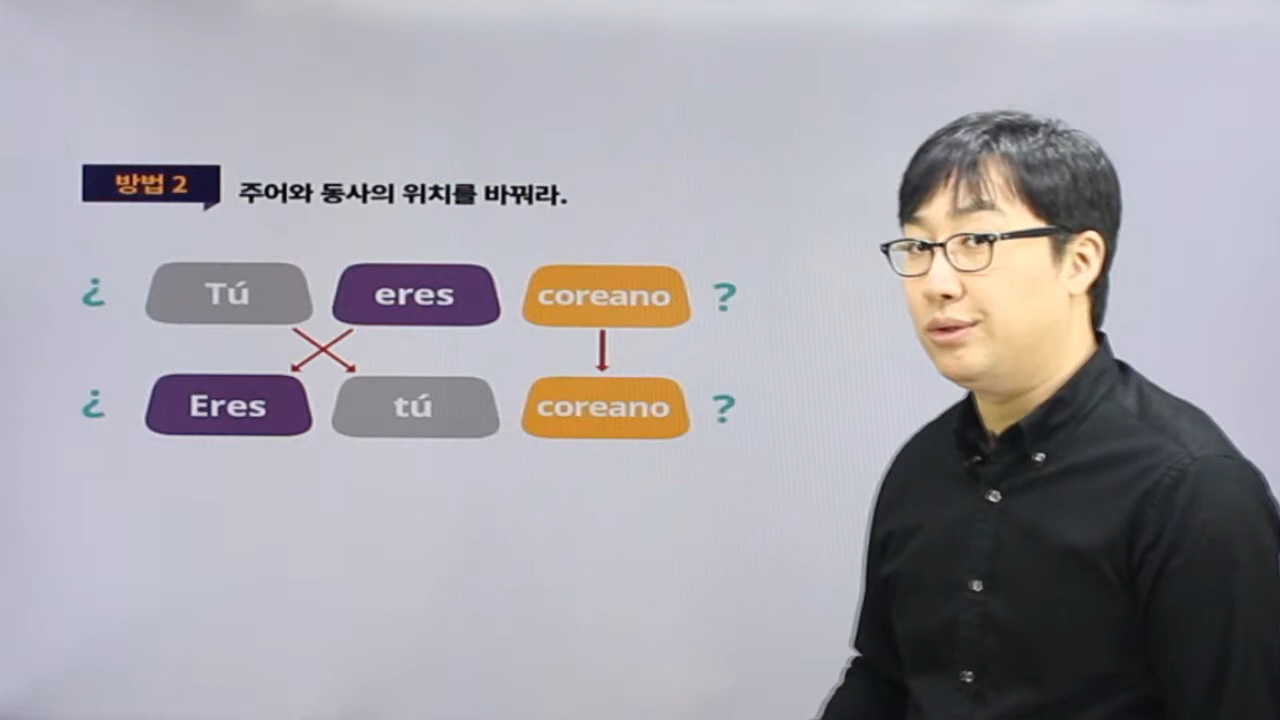 방법 2 주어와 동사의 위치를 바꿔라.
¿ Tú eres coreano ?
¿ Eres tú coreano ?